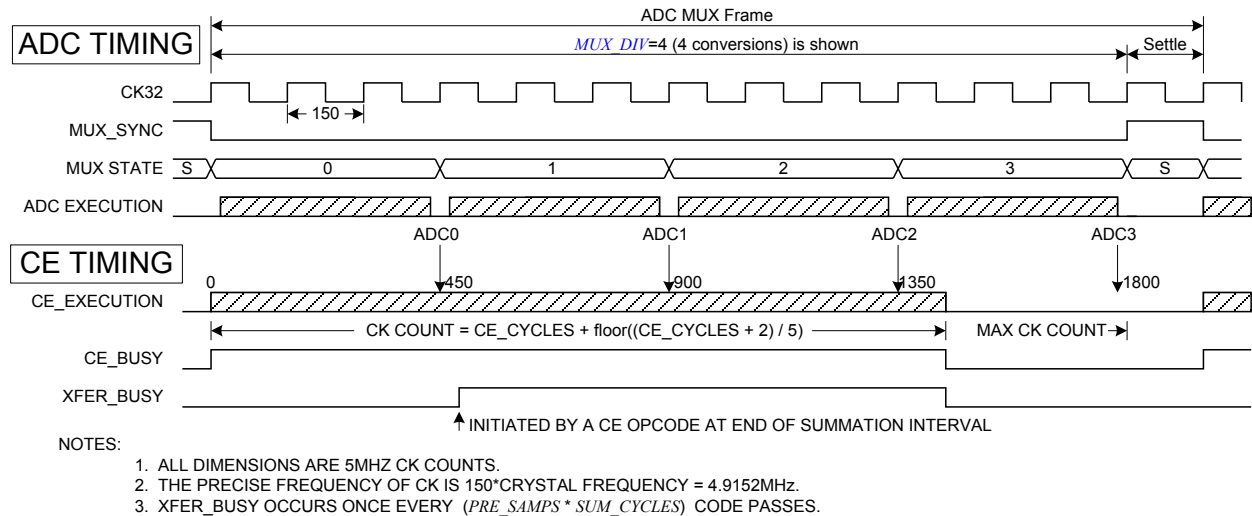 ADC MUX Frame
ADC TIMING
MUX_DIV=4 (4 conversions) is shown
Settle
CK32
150
MUX_SYNC
MUX STATE S 0 1 2 3 S
ADC EXECUTION
ADC0 ADC1 ADC2 ADC3
CE TIMING
0 450 900 1350 1800
CE_EXECUTION
CK COUNT = CE_CYCLES + floor((CE_CYCLES + 2) / 5) MAX CK COUNT
CE_BUSY
XFER_BUSY
INITIATED BY A CE OPCODE AT END OF SUMMATION INTERVAL
NOTES:
1. ALL DIMENSIONS ARE 5MHZ CK COUNTS.
2. THE PRECISE FREQUENCY OF CK IS 150*CRYSTAL FREQUENCY = 4.9152MHz.
3. XFER_BUSY OCCURS ONCE EVERY (PRE_SAMPS * SUM_CYCLES) CODE PASSES.